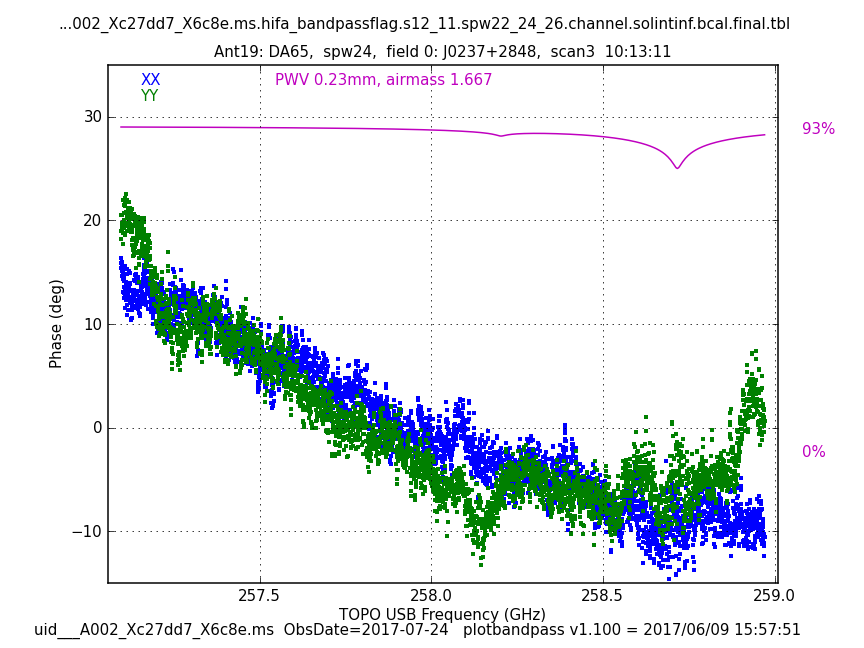 ...002_Xc27dd7_X6c8e.ms.hifa_bandpassflag.s12_11.spw22_24_26.channel.solintinf.bcal.final.tbl
Ant19: DA65,  spw24,  field 0: J0237+2848,  scan3  10:13:11
XX
PWV 0.23mm, airmass 1.667
YY
30
93%
20
10
Phase (deg)
0
0%
−10
257.5
258.0
258.5
259.0
TOPO USB Frequency (GHz)
uid___A002_Xc27dd7_X6c8e.ms  ObsDate=2017-07-24   plotbandpass v1.100 = 2017/06/09 15:57:51